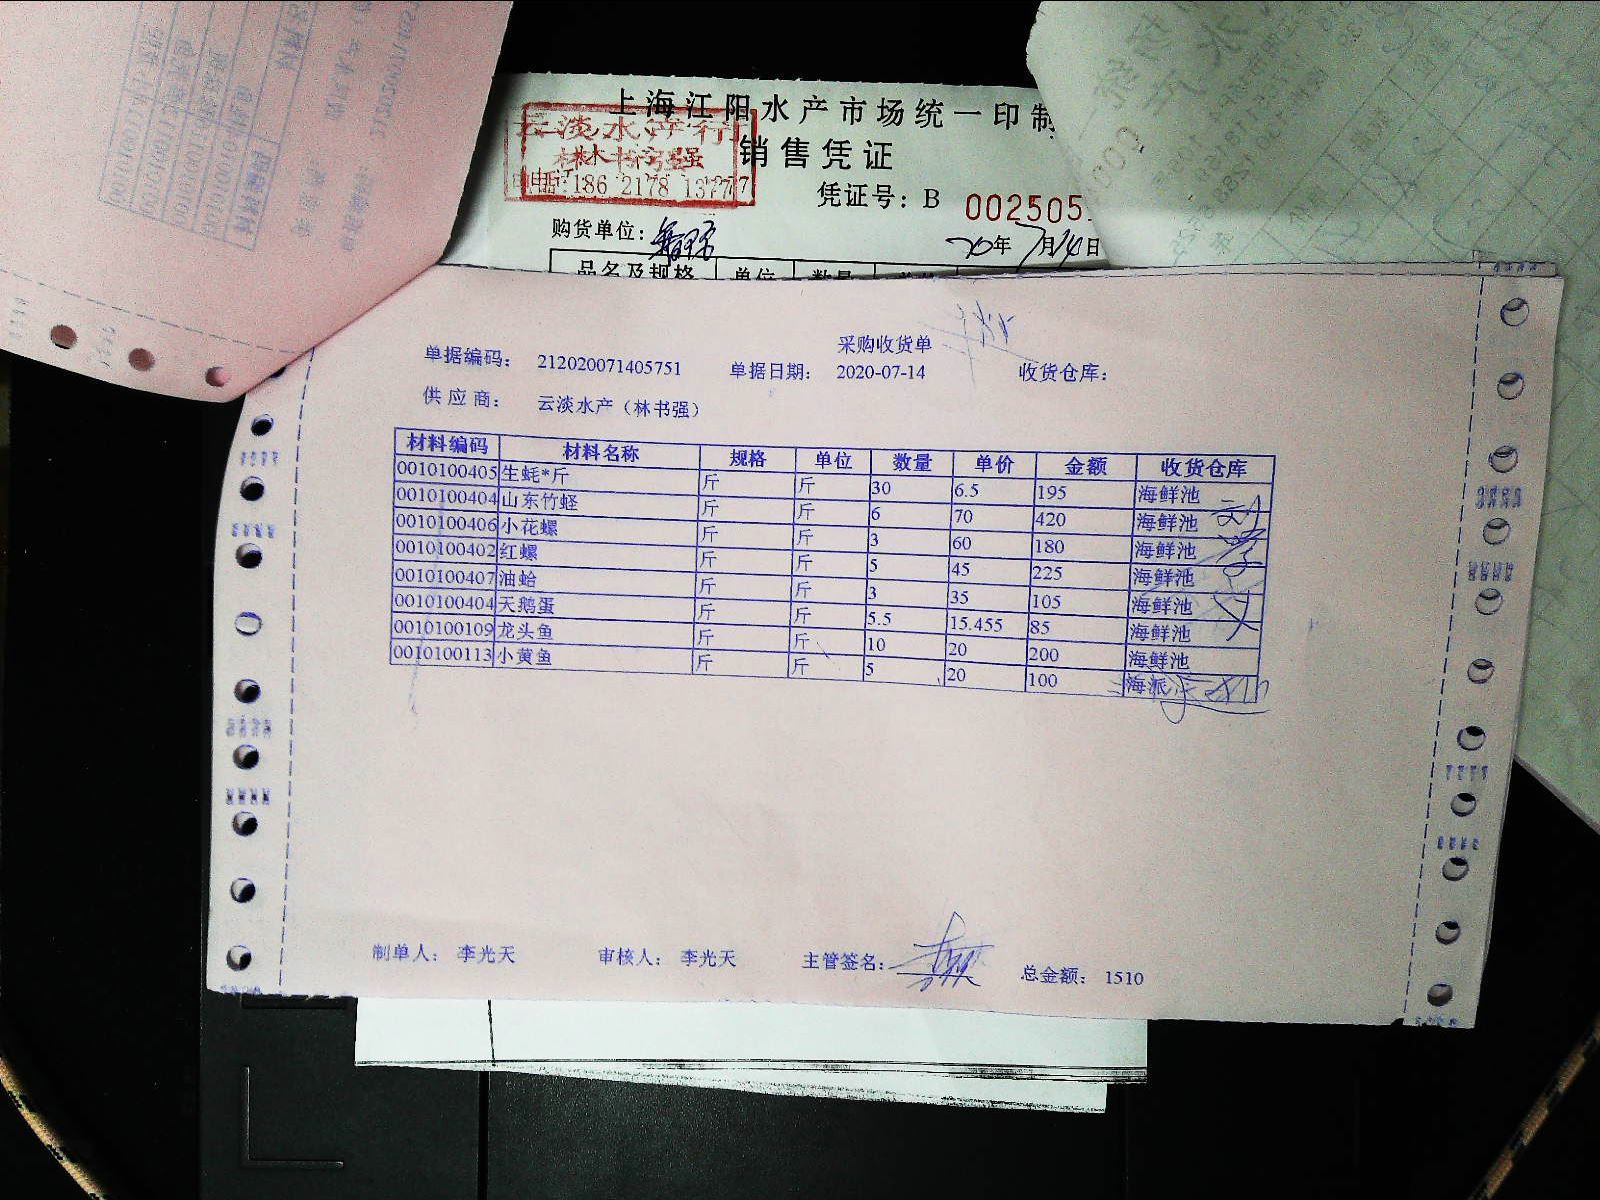 上海江阳水产市场统一印制
云淡水产行
销售凭证
林书强
电话:186 2178 13777
凭证号：B 002505
购货单位:
20年7月14日
品名及规格 单位 数量
采购收货单
单据编码： 212020071405751 单据日期： 2020-07-14 收货仓库：
供应商： 云淡水产（林书强）
材料编码 材料名称 规格 单位 数量 单价 金额 收货仓库
0010100405 生蚝*斤 斤 斤 30 6.5 195 海鲜池
0010100404 山东竹蛏 斤 斤 6 70 420 海鲜池
0010100406 小花螺 斤 斤 3 60 180 海鲜池
0010100402 红螺 斤 斤 5 45 225 海鲜池
0010100407 油蛤 斤 斤 3 35 105 海鲜池
0010100404 天鹅蛋 斤 斤 5.5 15.455 85 海鲜池
0010100109 龙头鱼 斤 斤 10 20 200 海鲜池
0010100113 小黄鱼 斤 斤 5 20 100 海派
制单人： 李光天 审核人： 李光天 主管签名： 总金额： 1510